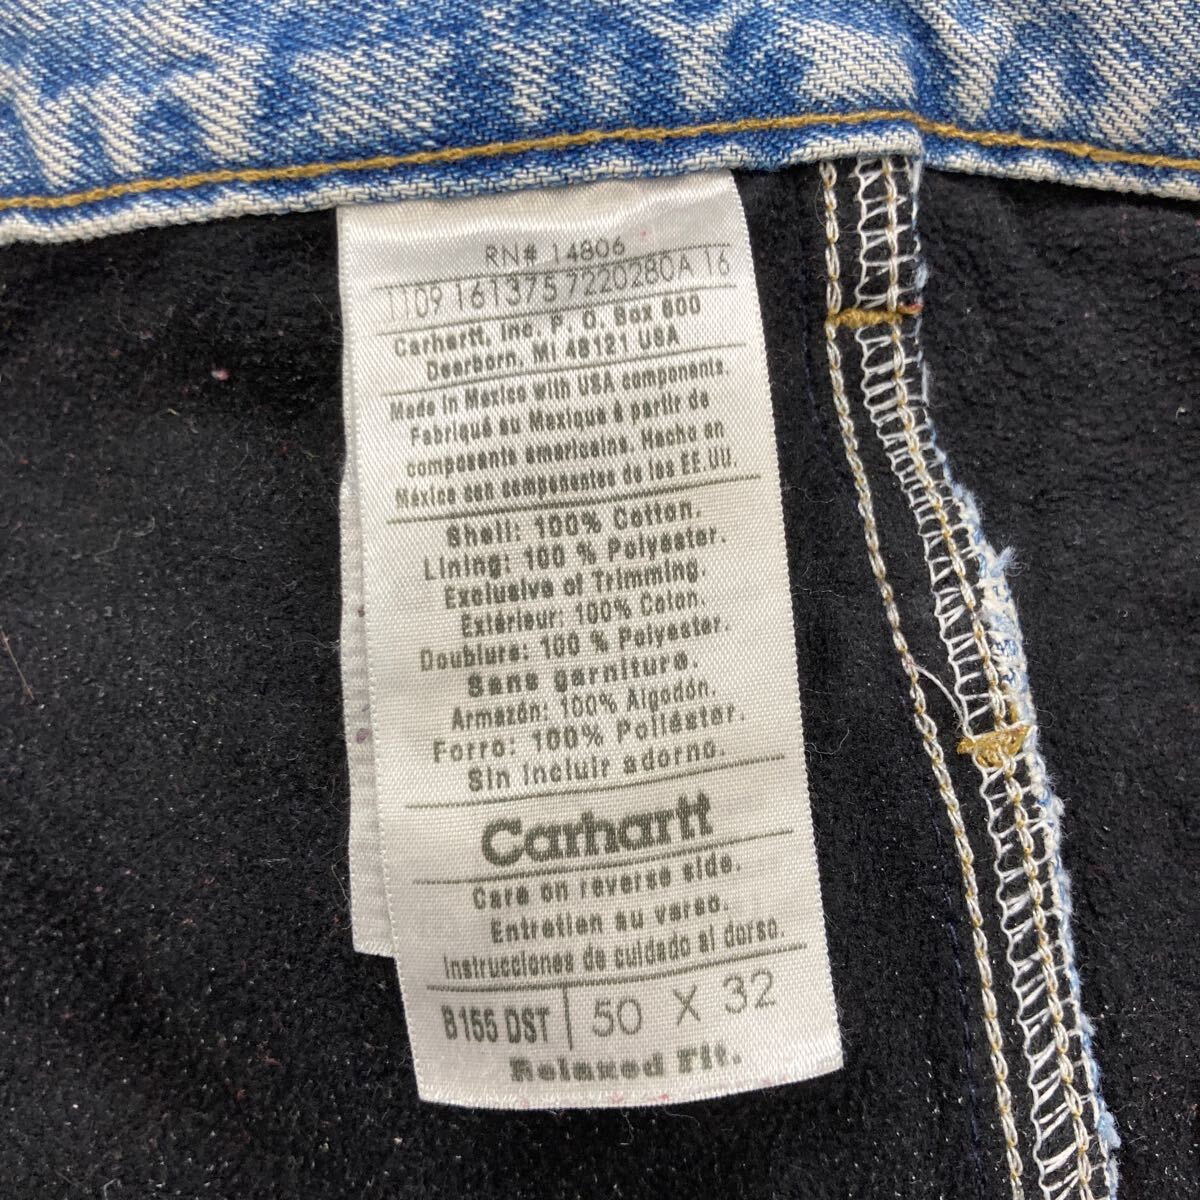 RN# 14806
1109 161375 7220280A 16
Carhartt, Inc. P. O. Box 600
Dearborn, MI 48121 USA
Made in Mexico with USA components.
Fabriqué au Mexique à partir de
composants americains. Hecho en
México con componentes de los EE.UU.
Shell: 100% Cotton.
Lining: 100 % Polyester.
Exclusive of Trimming.
Extérieur: 100% Coton.
Doublure: 100 % Polyester.
Sans garniture.
Armazón: 100% Algodón.
Forro: 100% Poliéster.
Sin incluir adorno.
Carhartt
Care on reverse side.
Entretien au verso.
Instrucciones de cuidado al dorso.
B155 DST | 50 X 32
Relaxed Fit.